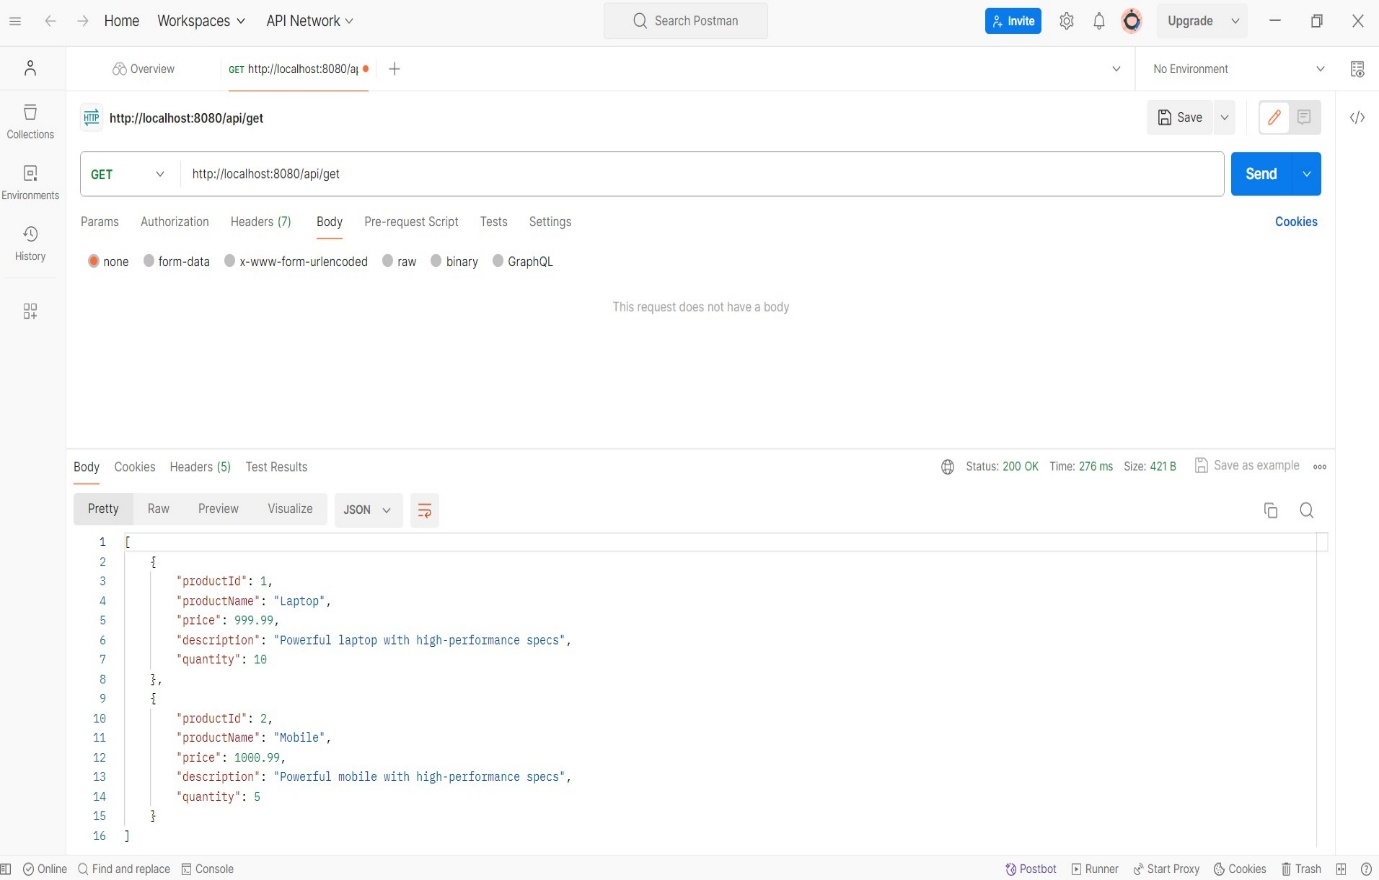 Home Workspaces API Network Search Postman Invite Upgrade
Overview GET http://localhost:8080/ap No Environment
HTTP http://localhost:8080/api/get Save
Collections
GET http://localhost:8080/api/get Send
Environments
Params Authorization Headers (7) Body Pre-request Script Tests Settings Cookies
History
none form-data x-www-form-urlencoded raw binary GraphQL
This request does not have a body
Body Cookies Headers (5) Test Results Status: 200 OK Time: 276 ms Size: 421 B Save as example
Pretty Raw Preview Visualize JSON
1 [
2 {
3 "productId": 1,
4 "productName": "Laptop",
5 "price": 999.99,
6 "description": "Powerful laptop with high-performance specs",
7 "quantity": 10
8 },
9 {
10 "productId": 2,
11 "productName": "Mobile",
12 "price": 1000.99,
13 "description": "Powerful mobile with high-performance specs",
14 "quantity": 5
15 }
16 ]
Online Find and replace Console Postbot Runner Start Proxy Cookies Trash